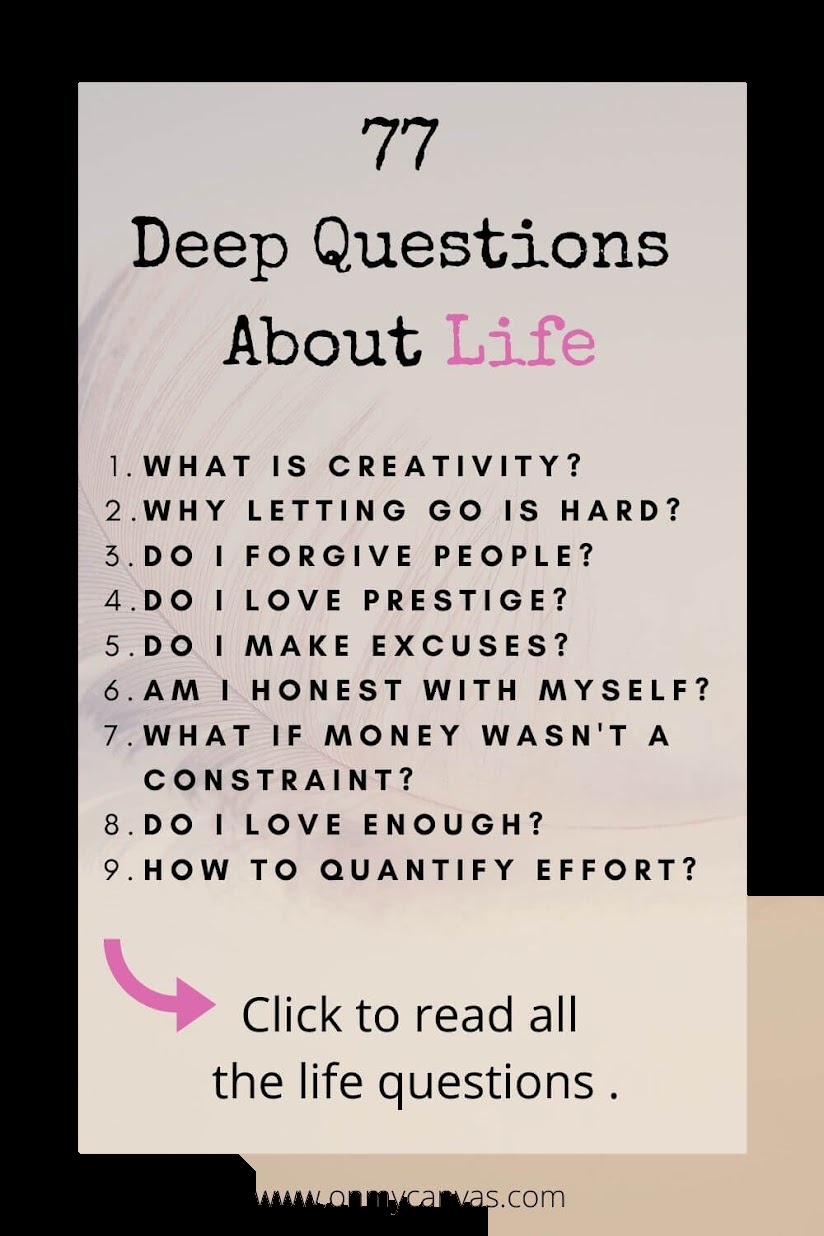 77
Deep Questions
About Life
1. WHAT IS CREATIVITY?
2. WHY LETTING GO IS HARD?
3. DO I FORGIVE PEOPLE?
4. DO I LOVE PRESTIGE?
5. DO I MAKE EXCUSES?
6. AM I HONEST WITH MYSELF?
7. WHAT IF MONEY WASN'T A
CONSTRAINT?
8. DO I LOVE ENOUGH?
9. HOW TO QUANTIFY EFFORT?
Click to read all
the life questions .
www.onmycanvas.com